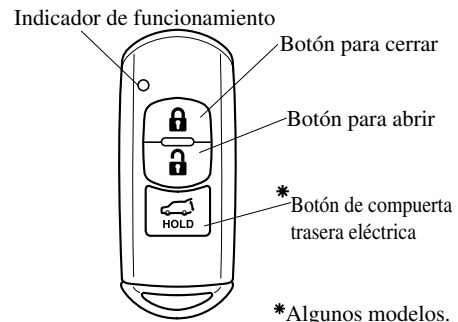 Indicador de funcionamiento
Botón para cerrar
Botón para abrir
HOLD
*Botón de compuerta
trasera eléctrica
*Algunos modelos.